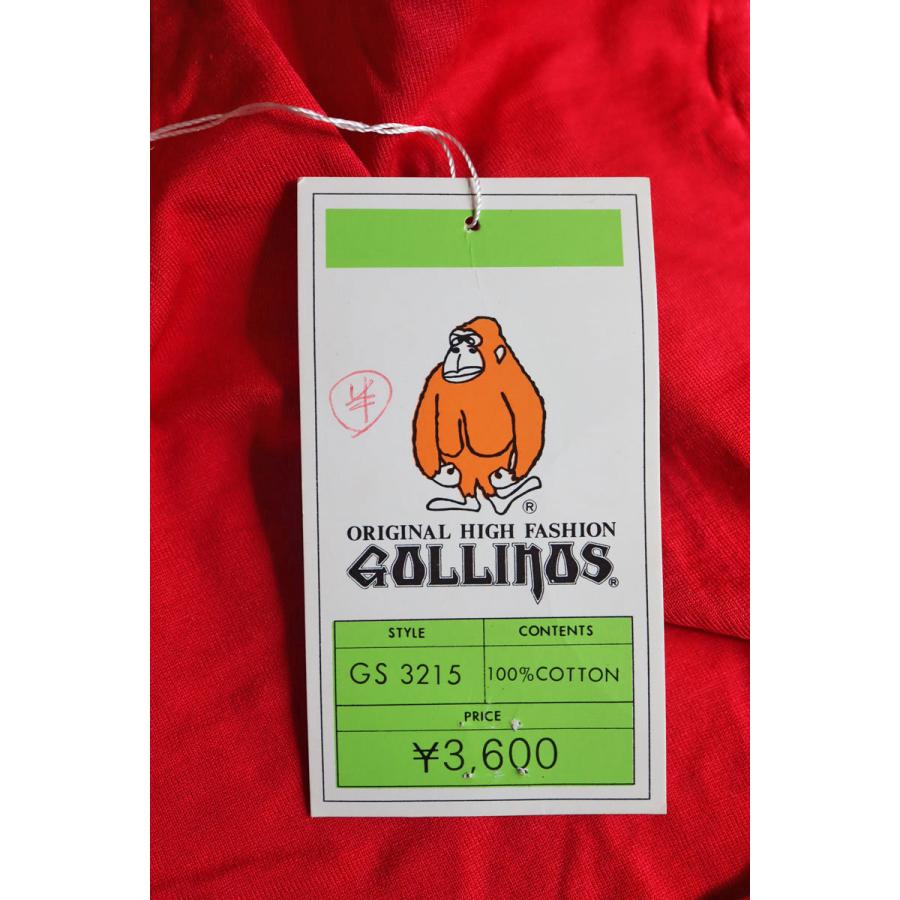 半
®
ORIGINAL HIGH FASHION
GOLLINOS®
STYLE
CONTENTS
GS 3215
100%COTTON
PRICE
¥3,600